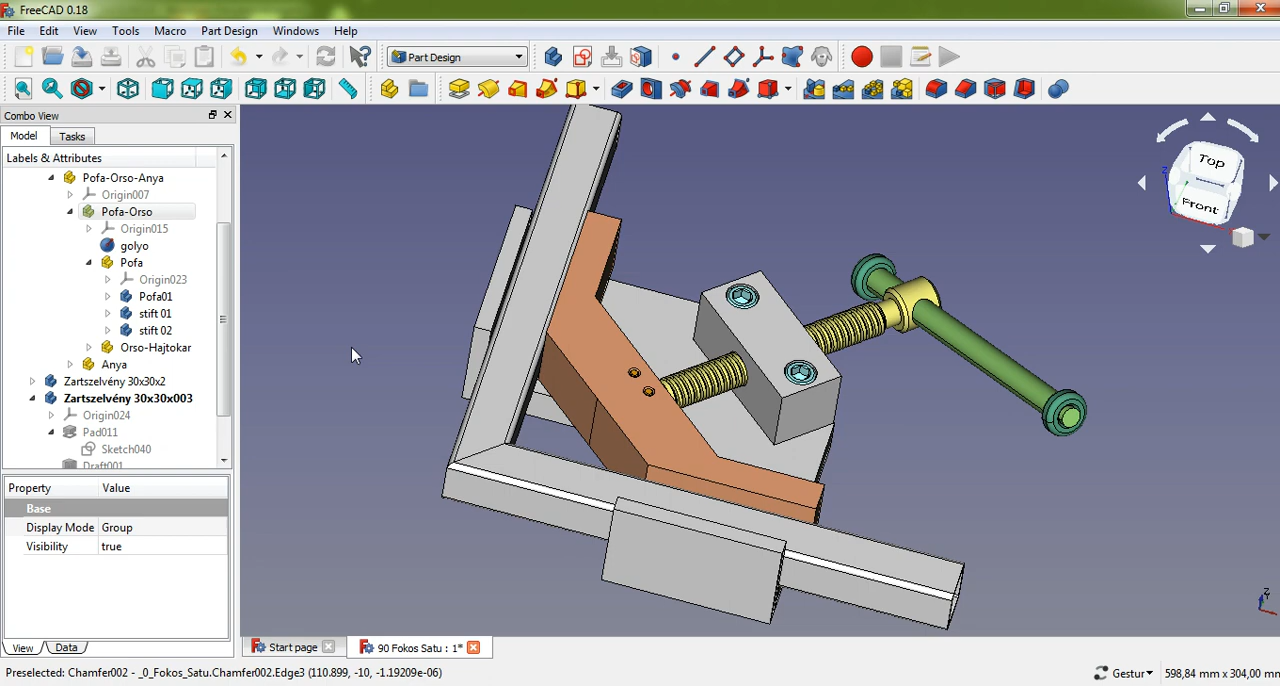 FreeCAD 0.18
File Edit View Tools Macro Part Design Windows Help
Part Design
Combo View
Model Tasks
Labels & Attributes
Pofa-Orso-Anya
Origin007
Pofa-Orso
Origin015
golyo
Pofa
Origin023
Pofa01
stift 01
stift 02
Orso-Hajtokar
Anya
Zartszelvény 30x30x2
Zartszelvény 30x30x003
Origin024
Pad011
Sketch040
Draft001
Property Value
Base
Display Mode Group
Visibility true
View Data
Top
Front
Z
Z
Y
Start page
90 Fokos Satu : 1*
Preselected: Chamfer002 - _0_Fokos_Satu.Chamfer002.Edge3 (110.899, -10, -1.19209e-06)
Gestur
598,84 mm x 304,00 mm